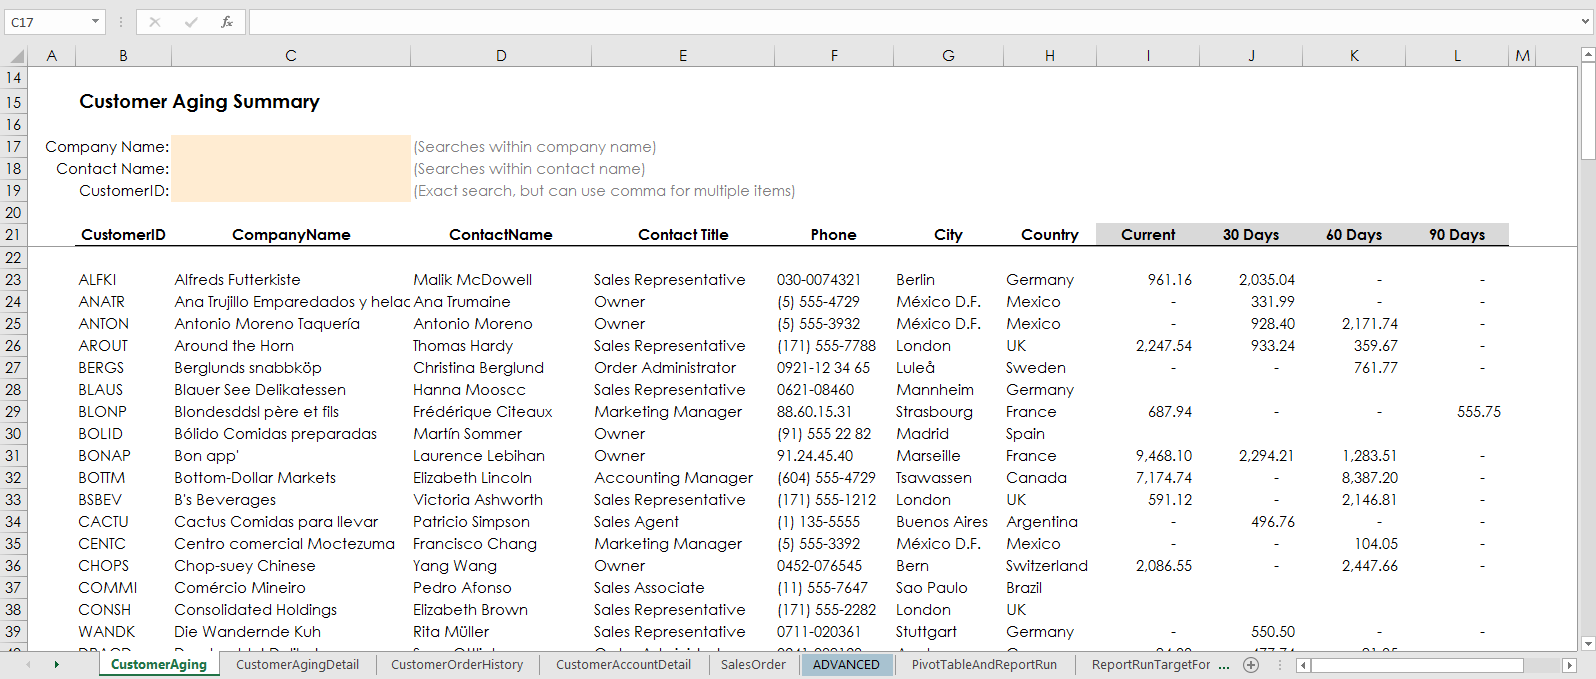 C17 fx
A B C D E F G H I J K L M
14
15 Customer Aging Summary
16
17 Company Name: (Searches within company name)
18 Contact Name: (Searches within contact name)
19 CustomerID: (Exact search, but can use comma for multiple items)
20
21 CustomerID CompanyName ContactName Contact Title Phone City Country Current 30 Days 60 Days 90 Days
22
23 ALFKI Alfreds Futterkiste Malik McDowell Sales Representative 030-0074321 Berlin Germany 961.16 2,035.04 - -
24 ANATR Ana Trujillo Emparedados y helac Ana Trumaine Owner (5) 555-4729 México D.F. Mexico - 331.99 - -
25 ANTON Antonio Moreno Taquería Antonio Moreno Owner (5) 555-3932 México D.F. Mexico - 928.40 2,171.74 -
26 AROUT Around the Horn Thomas Hardy Sales Representative (171) 555-7788 London UK 2,247.54 933.24 359.67 -
27 BERGS Berglunds snabbköp Christina Berglund Order Administrator 0921-12 34 65 Luleå Sweden - - 761.77 -
28 BLAUS Blauer See Delikatessen Hanna Mooscc Sales Representative 0621-08460 Mannheim Germany
29 BLONP Blondesddsl père et fils Frédérique Citeaux Marketing Manager 88.60.15.31 Strasbourg France 687.94 - - 555.75
30 BOLID Bólido Comidas preparadas Martín Sommer Owner (91) 555 22 82 Madrid Spain
31 BONAP Bon app' Laurence Lebihan Owner 91.24.45.40 Marseille France 9,468.10 2,294.21 1,283.51 -
32 BOTTM Bottom-Dollar Markets Elizabeth Lincoln Accounting Manager (604) 555-4729 Tsawassen Canada 7,174.74 - 8,387.20 -
33 BSBEV B's Beverages Victoria Ashworth Sales Representative (171) 555-1212 London UK 591.12 - 2,146.81 -
34 CACTU Cactus Comidas para llevar Patricio Simpson Sales Agent (1) 135-5555 Buenos Aires Argentina - 496.76 - -
35 CENTC Centro comercial Moctezuma Francisco Chang Marketing Manager (5) 555-3392 México D.F. Mexico - - 104.05 -
36 CHOPS Chop-suey Chinese Yang Wang Owner 0452-076545 Bern Switzerland 2,086.55 - 2,447.66 -
37 COMMI Comércio Mineiro Pedro Afonso Sales Associate (11) 555-7647 Sao Paulo Brazil
38 CONSH Consolidated Holdings Elizabeth Brown Sales Representative (171) 555-2282 London UK
39 WANDK Die Wandernde Kuh Rita Müller Sales Representative 0711-020361 Stuttgart Germany - 550.50 - -
CustomerAging CustomerAgingDetail CustomerOrderHistory CustomerAccountDetail SalesOrder ADVANCED PivotTableAndReportRun ReportRunTargetFor ...